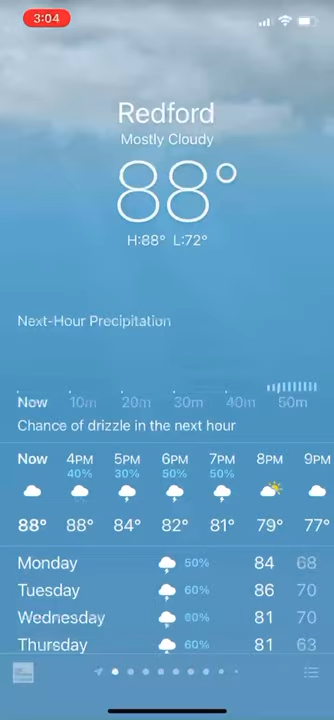 3:04
Redford
Mostly Cloudy
88°
H:88° L:72°
Next-Hour Precipitation
Now 10m 20m 30m 40m 50m
Chance of drizzle in the next hour
Now 4PM 5PM 6PM 7PM 8PM 9PM
40% 30% 50% 50%
88° 88° 84° 82° 81° 79° 77°
Monday 50% 84 68
Tuesday 60% 86 70
Wednesday 60% 81 70
Thursday 60% 81 63